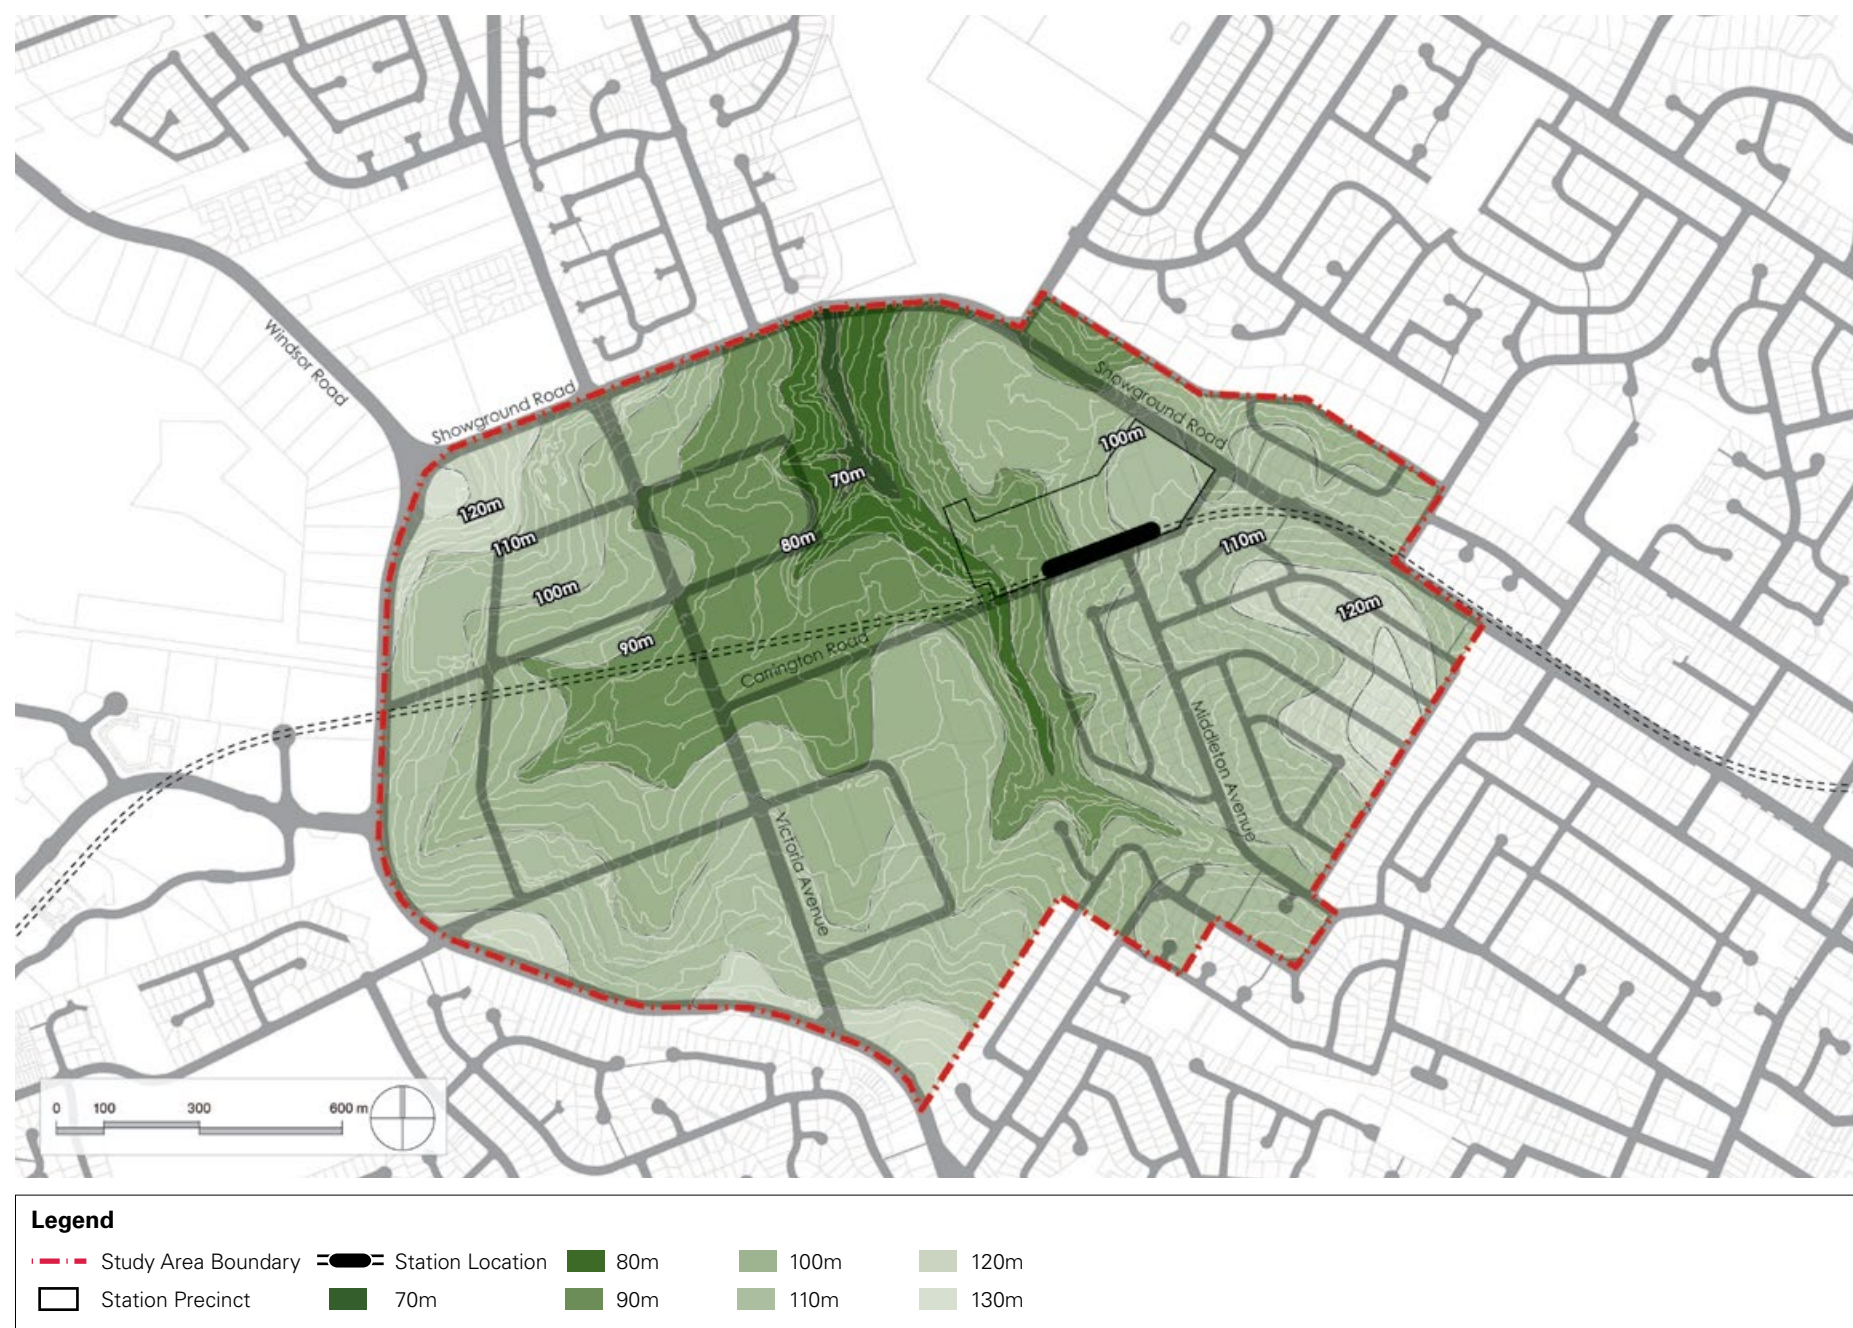 Windsor Road
Showground Road
Showground Road
100m
70m
120m
110m
80m
110m
100m
120m
90m
Carrington Road
Middleton Avenue
Victoria Avenue
0 100 300 600 m
Legend
Study Area Boundary Station Location 80m 100m 120m
Station Precinct 70m 90m 110m 130m